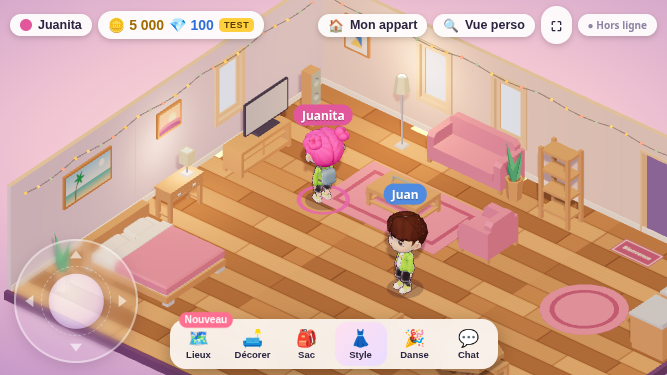 Juanita
5 000
100
TEST
Mon appart
Vue perso
Hors ligne
Juanita
Juan
Bienvenue
Nouveau
Lieux
Décorer
Sac
Style
Danse
Chat